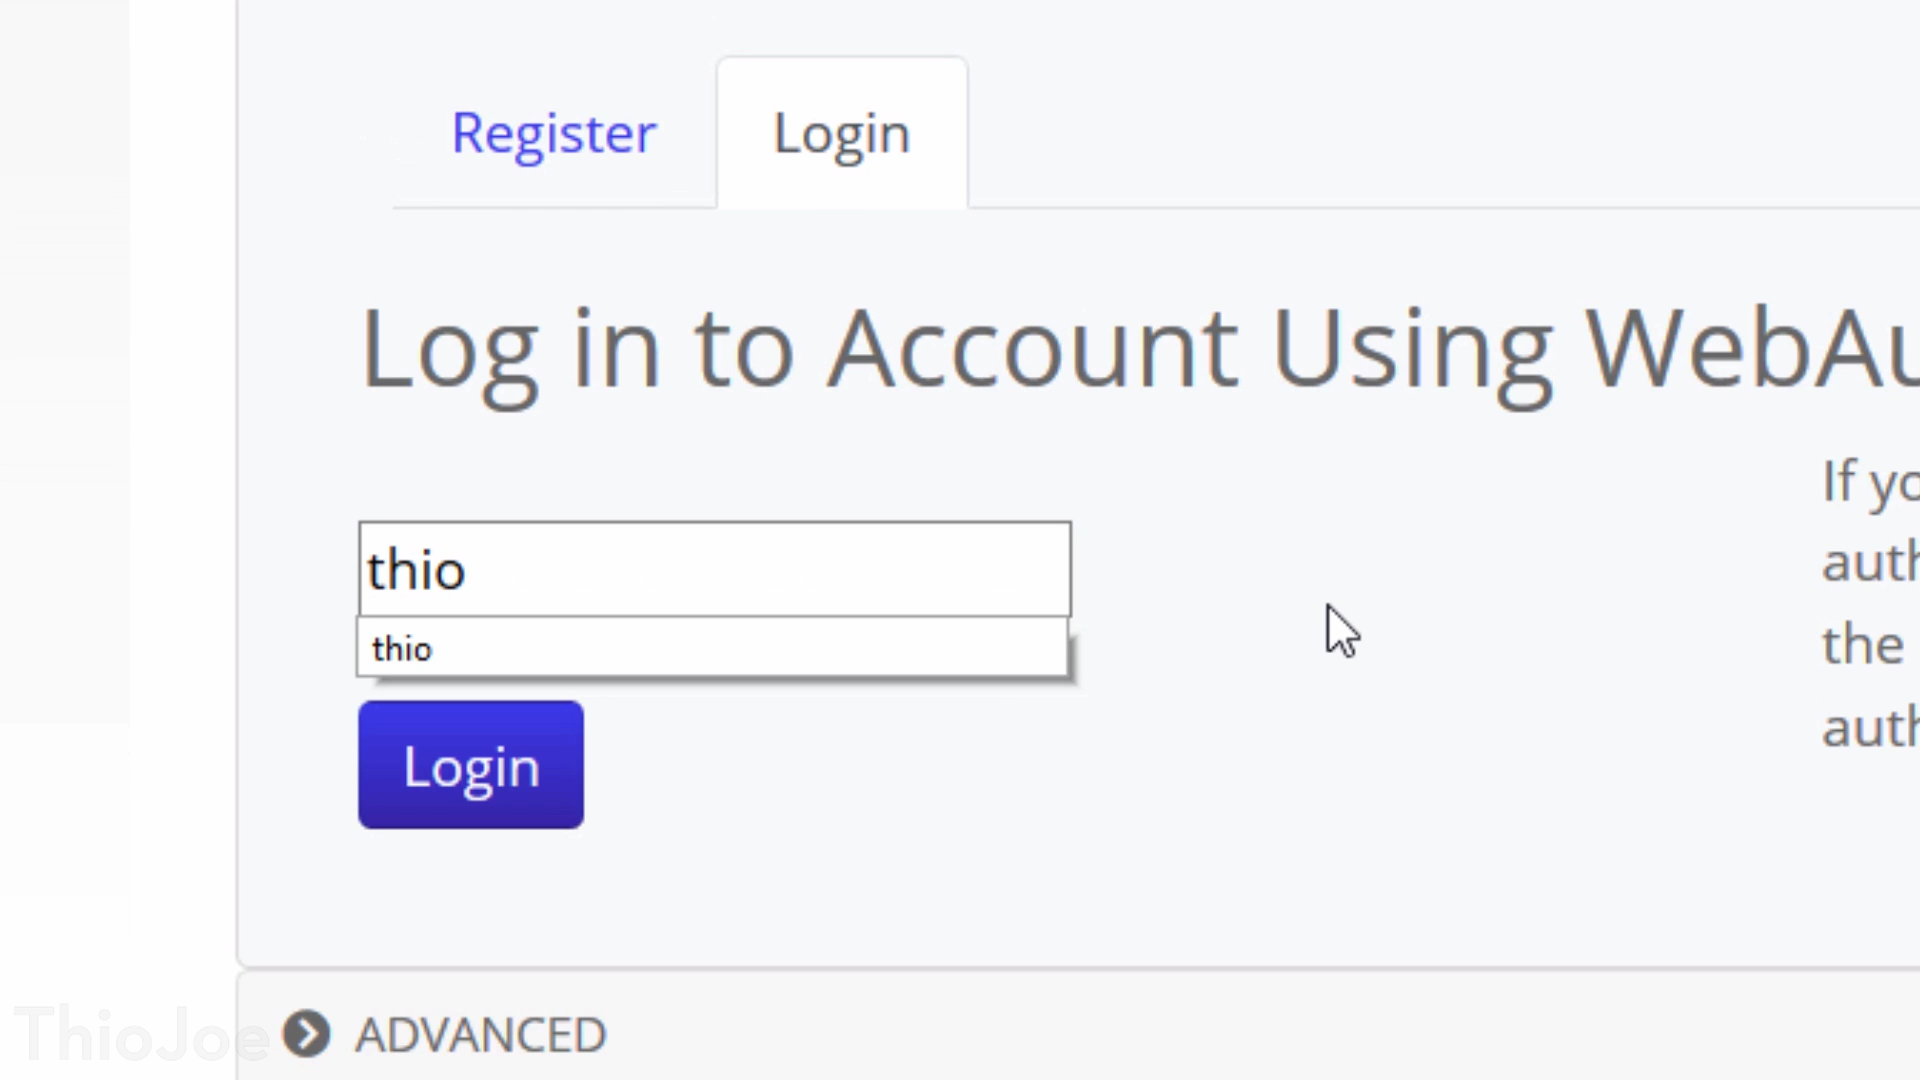 Register Login
Log in to Account Using WebAu
If yo
auth
the
auth
thio
thio
Login
ADVANCED
ThioJoe